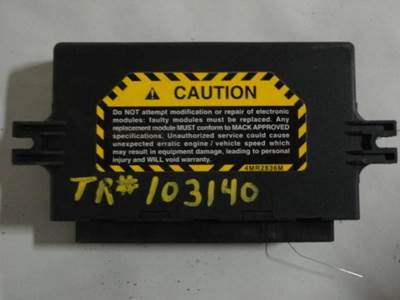 CAUTION
Do NOT attempt modification or repair of electronic
modules: faulty modules must be replaced. Any
replacement module MUST conform to MACK APPROVED
specifications. Unauthorized service could cause
unexpected erratic engine / vehicle speed which
may result in equipment damage, leading to personal
injury and WILL void warranty.
4MR2836M
TR# 103140